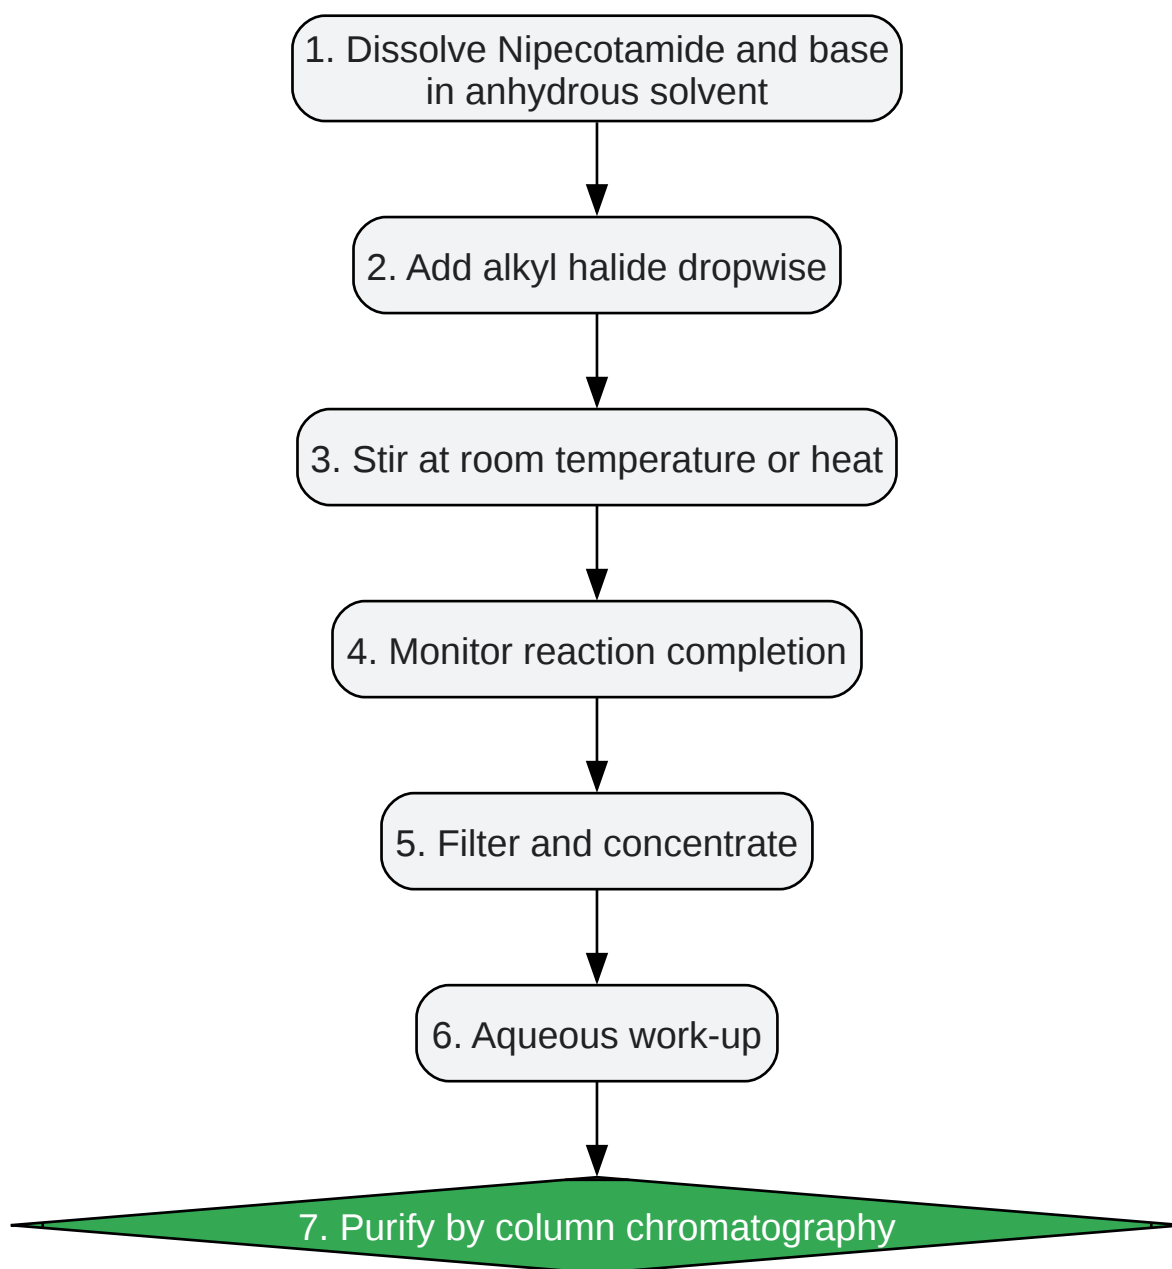 1. Dissolve Nipecotamide and base
in anhydrous solvent
2. Add alkyl halide dropwise
3. Stir at room temperature or heat
4. Monitor reaction completion
5. Filter and concentrate
6. Aqueous work-up
7. Purify by column chromatography